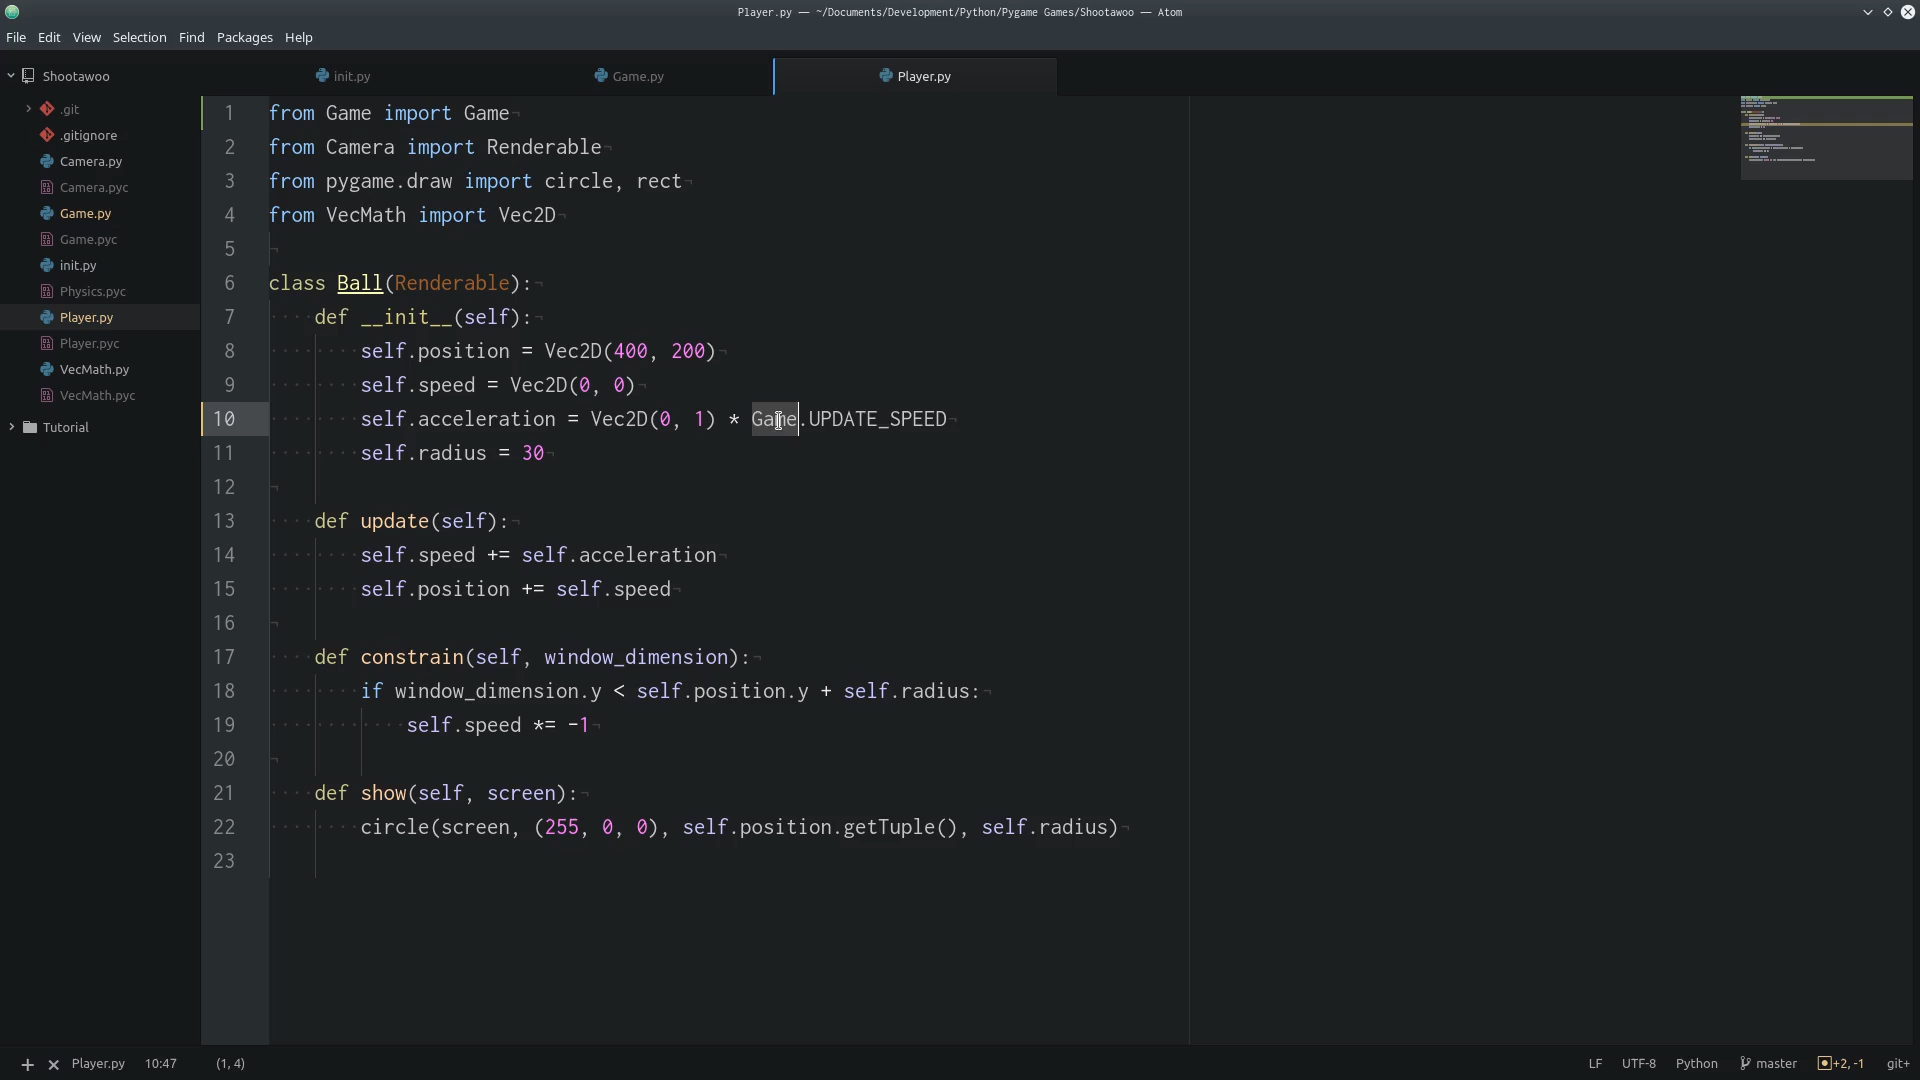 Player.py — ~/Documents/Development/Python/Pygame Games/Shootawoo — Atom
File Edit View Selection Find Packages Help
Shootawoo
.git
.gitignore
Camera.py
Camera.pyc
Game.py
Game.pyc
init.py
Physics.pyc
Player.py
Player.pyc
VecMath.py
VecMath.pyc
Tutorial
init.py Game.py Player.py
1 from Game import Game
2 from Camera import Renderable
3 from pygame.draw import circle, rect
4 from VecMath import Vec2D
5
6 class Ball(Renderable):
7 def __init__(self):
8 self.position = Vec2D(400, 200)
9 self.speed = Vec2D(0, 0)
10 self.acceleration = Vec2D(0, 1) * Game.UPDATE_SPEED
11 self.radius = 30
12
13 def update(self):
14 self.speed += self.acceleration
15 self.position += self.speed
16
17 def constrain(self, window_dimension):
18 if window_dimension.y < self.position.y + self.radius:
19 self.speed *= -1
20
21 def show(self, screen):
22 circle(screen, (255, 0, 0), self.position.getTuple(), self.radius)
23
Player.py 10:47 (1, 4) LF UTF-8 Python master +2, -1 git+